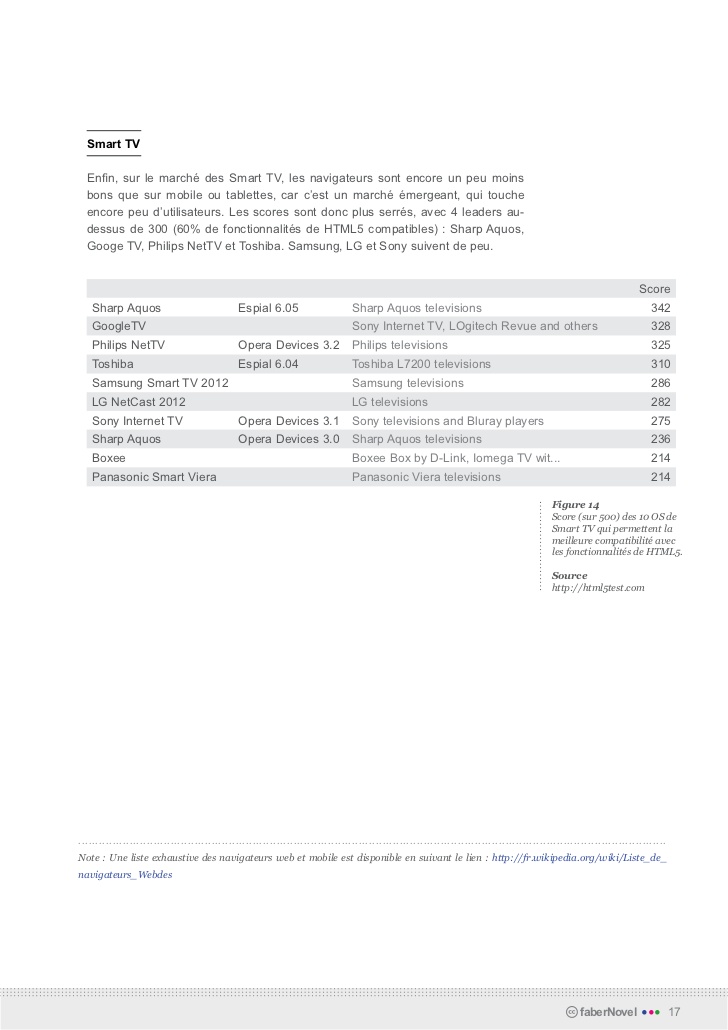 Smart TV
Enfin, sur le marché des Smart TV, les navigateurs sont encore un peu moins
bons que sur mobile ou tablettes, car c'est un marché émergeant, qui touche
encore peu d'utilisateurs. Les scores sont donc plus serrés, avec 4 leaders au-
dessus de 300 (60% de fonctionnalités de HTML5 compatibles) : Sharp Aquos,
Googe TV, Philips NetTV et Toshiba. Samsung, LG et Sony suivent de peu.
Score
Sharp Aquos Espial 6.05 Sharp Aquos televisions 342
GoogleTV Sony Internet TV, LOgitech Revue and others 328
Philips NetTV Opera Devices 3.2 Philips televisions 325
Toshiba Espial 6.04 Toshiba L7200 televisions 310
Samsung Smart TV 2012 Samsung televisions 286
LG NetCast 2012 LG televisions 282
Sony Internet TV Opera Devices 3.1 Sony televisions and Bluray players 275
Sharp Aquos Opera Devices 3.0 Sharp Aquos televisions 236
Boxee Boxee Box by D-Link, Iomega TV wit... 214
Panasonic Smart Viera Panasonic Viera televisions 214
Figure 14
Score (sur 500) des 10 OS de
Smart TV qui permettent la
meilleure compatibilité avec
les fonctionnalités de HTML5.
Source
http://html5test.com
Note : Une liste exhaustive des navigateurs web et mobile est disponible en suivant le lien : http://fr.wikipedia.org/wiki/Liste_de_
navigateurs_Webdes
cc faberNovel 17